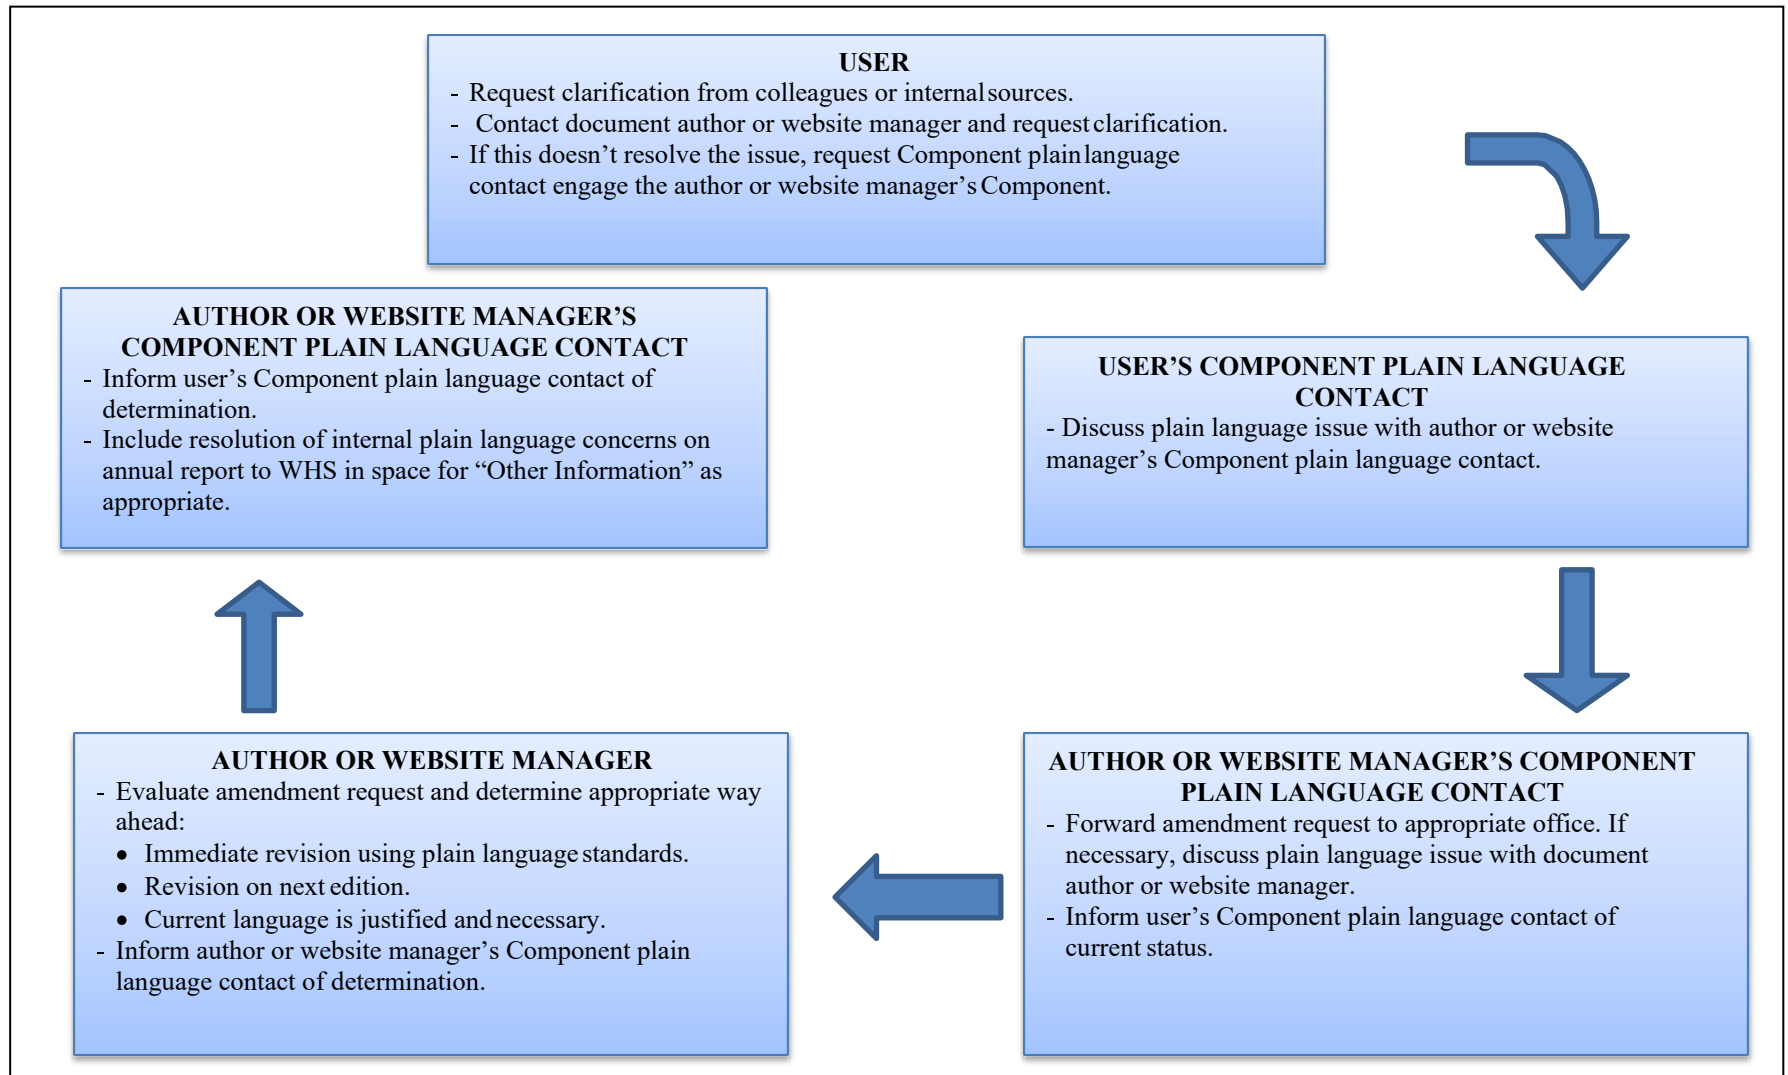 USER
- Request clarification from colleagues or internal sources.
- Contact document author or website manager and request clarification.
- If this doesn’t resolve the issue, request Component plain language
contact engage the author or website manager’s Component.
USER’S COMPONENT PLAIN LANGUAGE
CONTACT
- Discuss plain language issue with author or website
manager’s Component plain language contact.
AUTHOR OR WEBSITE MANAGER’S COMPONENT
PLAIN LANGUAGE CONTACT
- Forward amendment request to appropriate office. If
necessary, discuss plain language issue with document
author or website manager.
- Inform user’s Component plain language contact of
current status.
AUTHOR OR WEBSITE MANAGER
- Evaluate amendment request and determine appropriate way
ahead:
• Immediate revision using plain language standards.
• Revision on next edition.
• Current language is justified and necessary.
- Inform author or website manager’s Component plain
language contact of determination.
AUTHOR OR WEBSITE MANAGER’S
COMPONENT PLAIN LANGUAGE CONTACT
- Inform user’s Component plain language contact of
determination.
- Include resolution of internal plain language concerns on
annual report to WHS in space for “Other Information” as
appropriate.